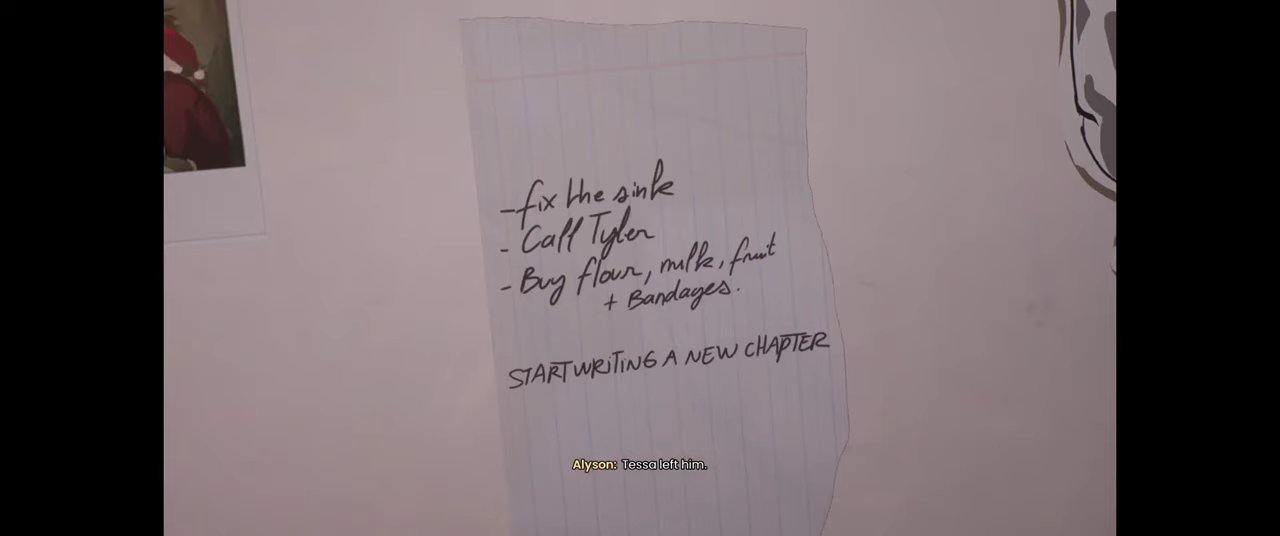 - fix the sink
- Call Tyler
- Buy flour, milk, fruit
+ Bandages.
START WRITING A NEW CHAPTER
Alyson: Tessa left him.